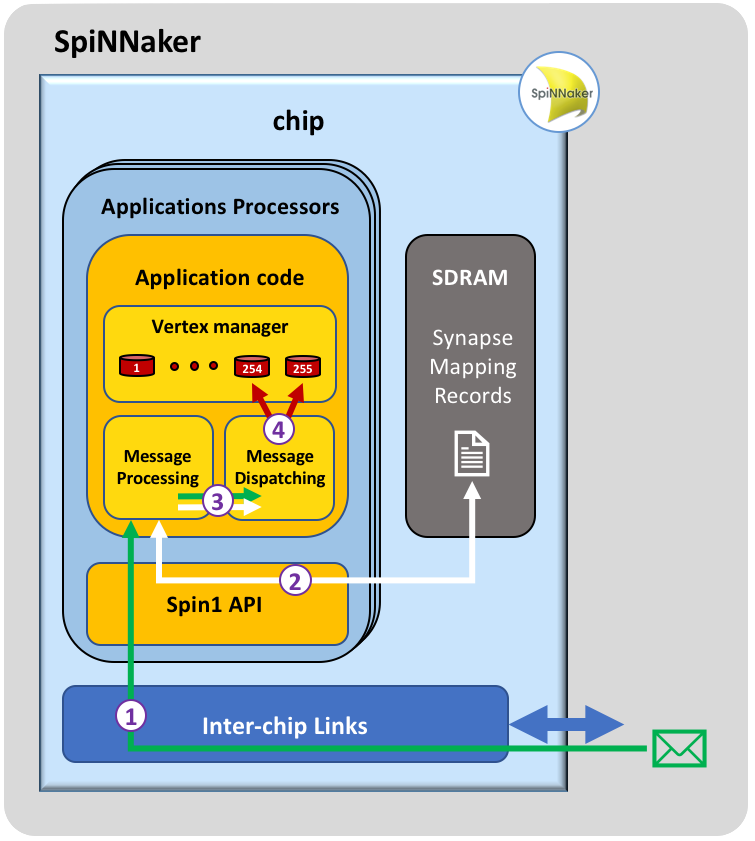 SpiNNaker
SpiNNaker
chip
Applications Processors
Application code
Vertex manager
1
254
255
4
Message
Processing
Message
Dispatching
3
SDRAM
Synapse
Mapping
Records
2
Spin1 API
1
Inter-chip Links